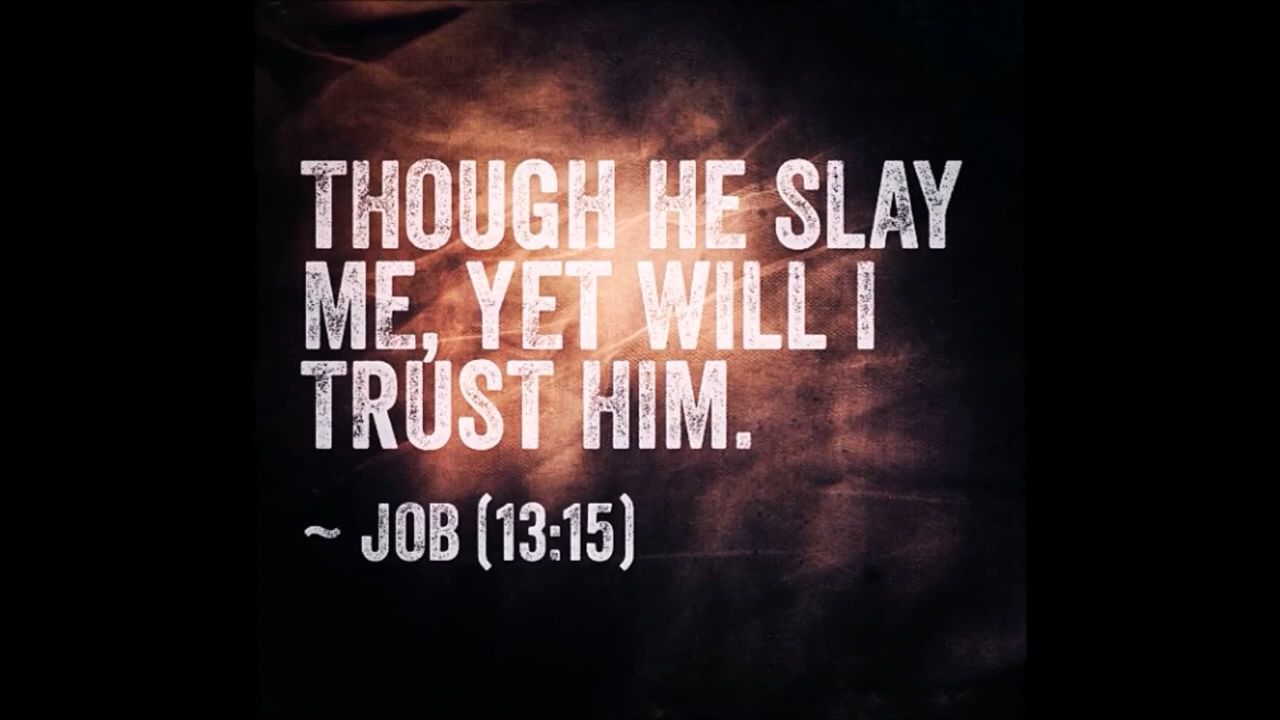 THOUGH HE SLAY
ME, YET WILL I
TRUST HIM.
~ JOB (13:15)